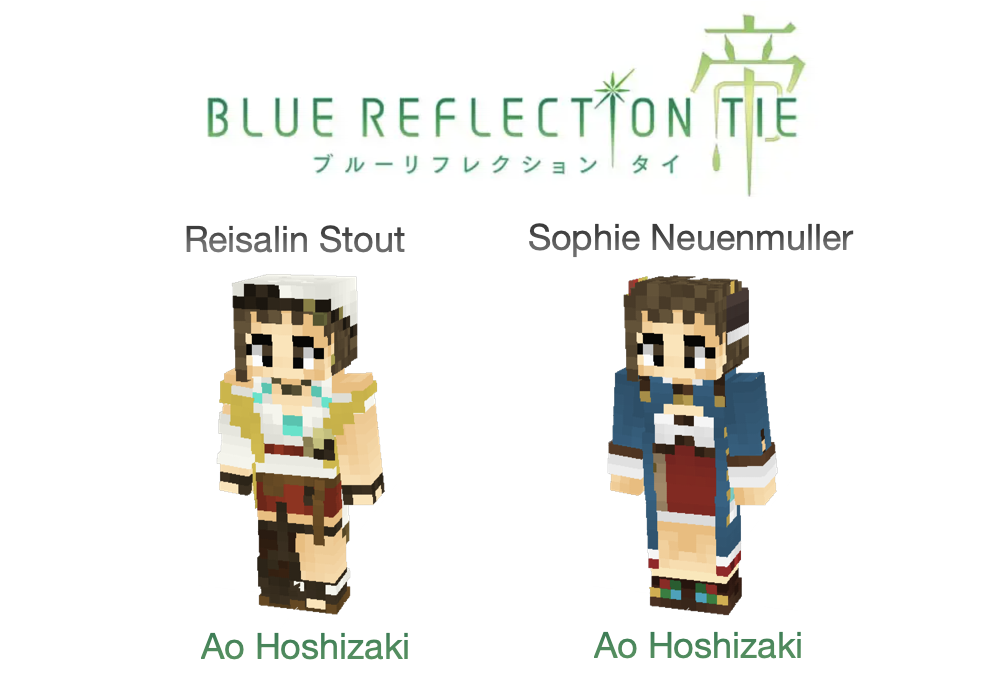 BLUE REFLECTION TIE 帝
ブルーリフレクション タイ
Reisalin Stout
Sophie Neuenmuller
Ao Hoshizaki
Ao Hoshizaki